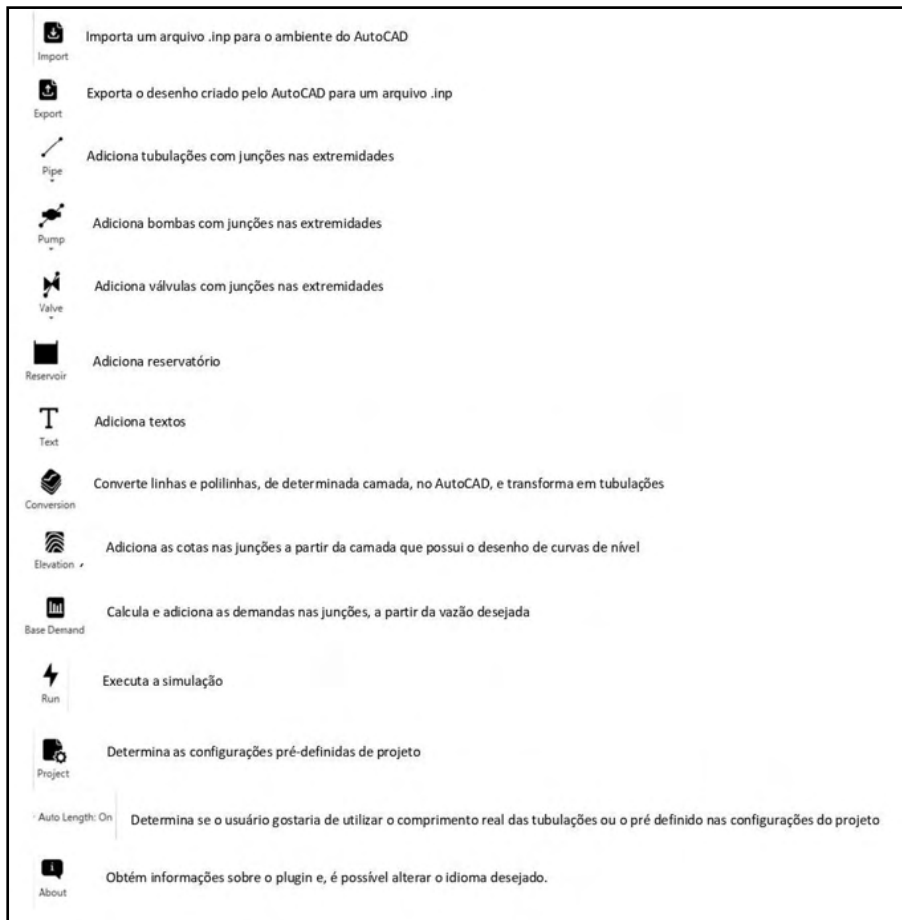 Importa um arquivo .inp para o ambiente do AutoCAD
Import
Exporta o desenho criado pelo AutoCAD para um arquivo .inp
Export
Adiciona tubulações com junções nas extremidades
Pipe
Adiciona bombas com junções nas extremidades
Pump
Adiciona válvulas com junções nas extremidades
Valve
Adiciona reservatório
Reservoir
T
Adiciona textos
Text
Converte linhas e polilinhas, de determinada camada, no AutoCAD, e transforma em tubulações
Conversion
Adiciona as cotas nas junções a partir da camada que possui o desenho de curvas de nível
Elevation
Calcula e adiciona as demandas nas junções, a partir da vazão desejada
Base Demand
Executa a simulação
Run
Determina as configurações pré-definidas de projeto
Project
Auto Length: On Determina se o usuário gostaria de utilizar o comprimento real das tubulações ou o pré definido nas configurações do projeto
Obtém informações sobre o plugin e, é possível alterar o idioma desejado.
About